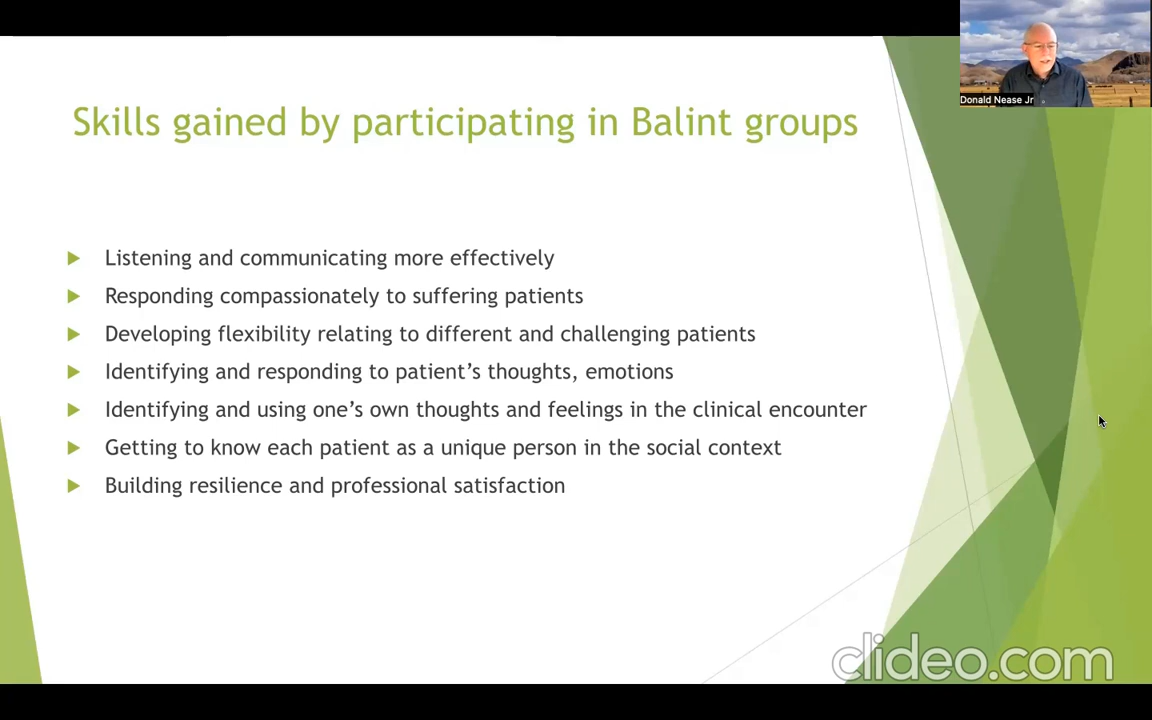 Donald Nease Jr
Skills gained by participating in Balint groups
Listening and communicating more effectively
Responding compassionately to suffering patients
Developing flexibility relating to different and challenging patients
Identifying and responding to patient’s thoughts, emotions
Identifying and using one’s own thoughts and feelings in the clinical encounter
Getting to know each patient as a unique person in the social context
Building resilience and professional satisfaction
clideo.com